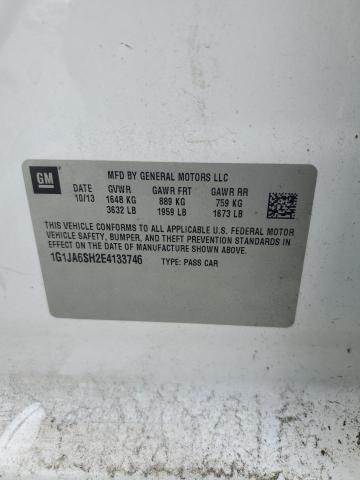 GM
MFD BY GENERAL MOTORS LLC
DATE GVWR GAWR FRT GAWR RR
10/13 1648 KG 889 KG 759 KG
3632 LB 1959 LB 1673 LB
THIS VEHICLE CONFORMS TO ALL APPLICABLE U.S. FEDERAL MOTOR
VEHICLE SAFETY, BUMPER, AND THEFT PREVENTION STANDARDS IN
EFFECT ON THE DATE OF MANUFACTURE SHOWN ABOVE.
1G1JA6SH2E4133746 TYPE: PASS CAR